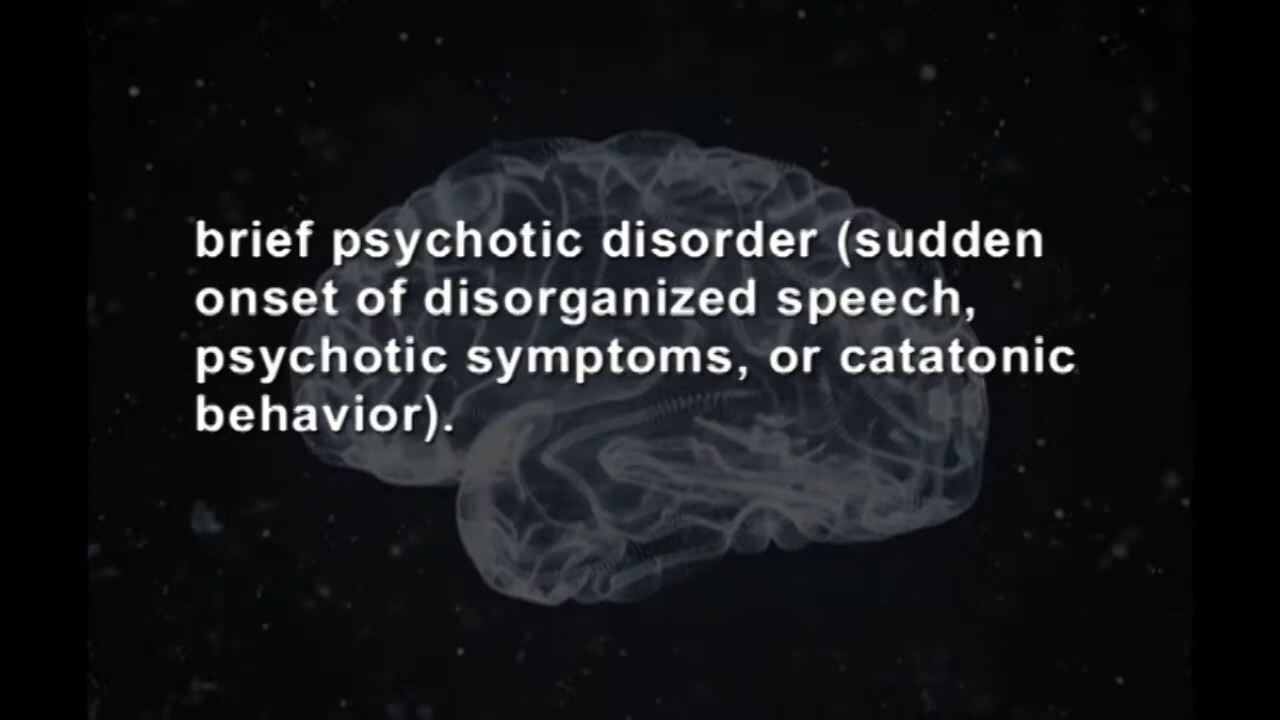 brief psychotic disorder (sudden
onset of disorganized speech,
psychotic symptoms, or catatonic
behavior).